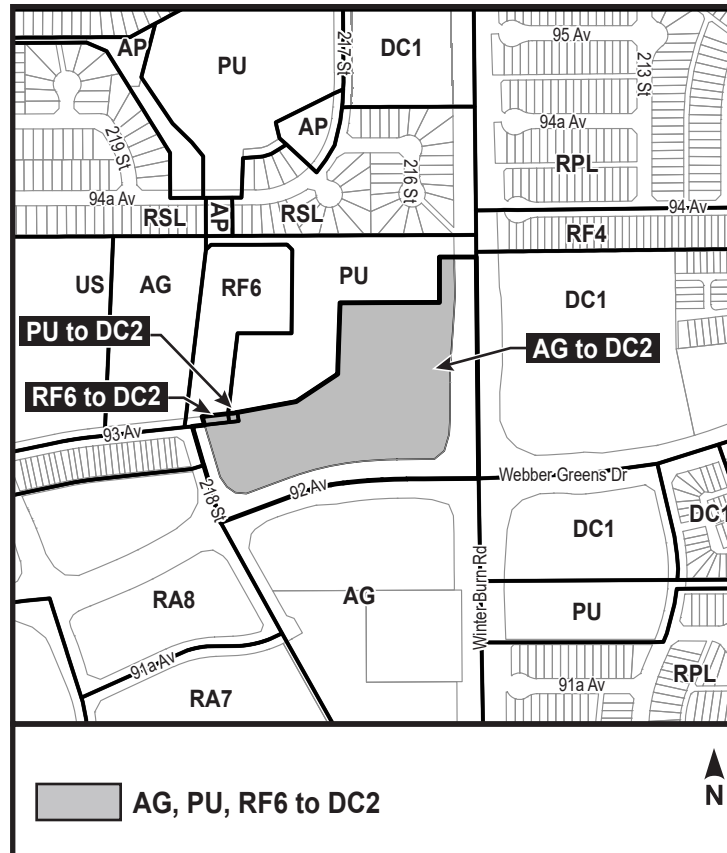 95 Av
AP
217 St
DC1
213 St
PU
94a Av
AP
219 St
RPL
216 St
94a Av
RSL
AP
RSL
94 Av
RF4
US
AG
RF6
PU
DC1
PU to DC2
AG to DC2
RF6 to DC2
93 Av
Webber Greens Dr
92 Av
218 St
DC1
DC1
Winter Burn Rd
RA8
AG
PU
91a Av
RPL
91a Av
RA7
AG, PU, RF6 to DC2
N